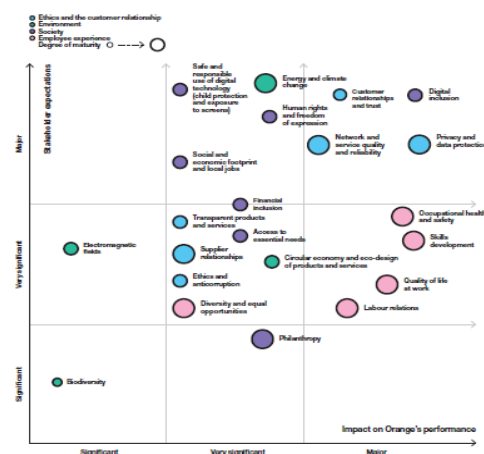 Ethics and the customer relationship
Environment
Society
Employee experience
Degree of maturity
Stakeholder expectations
Major
Very significant
Significant
Safe and
responsible
use of digital
technology
(child protection
and exposure
to screens)
Energy and climate
change
Customer
relationships
and trust
Digital
inclusion
Human rights
and freedom
of expression
Network and
service quality
and reliability
Privacy and
data protection
Social and
economic footprint
and local jobs
Financial
inclusion
Transparent products
and services
Access to
essential needs
Occupational health
and safety
Skills
development
Electromagnetic
fields
Supplier
relationships
Circular economy and eco-design
of products and services
Ethics and
anticorruption
Quality of life
at work
Diversity and equal
opportunities
Labour relations
Philanthropy
Biodiversity
Impact on Orange's performance
Significant
Very significant
Major